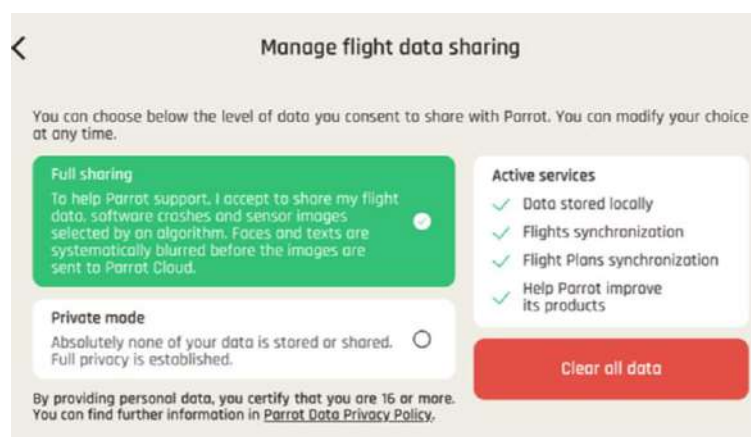 Manage flight data sharing
You can choose below the level of data you consent to share with Parrot. You can modify your choice
at any time.
Full sharing
To help Parrot support, I accept to share my flight
data, software crashes and sensor images
selected by an algorithm. Faces and texts are
systematically blurred before the images are
sent to Parrot Cloud.
Private mode
Absolutely none of your data is stored or shared.
Full privacy is established.
By providing personal data, you certify that you are 16 or more.
You can find further information in Parrot Data Privacy Policy.
Active services
Data stored locally
Flights synchronization
Flight Plans synchronization
Help Parrot improve
its products
Clear all data